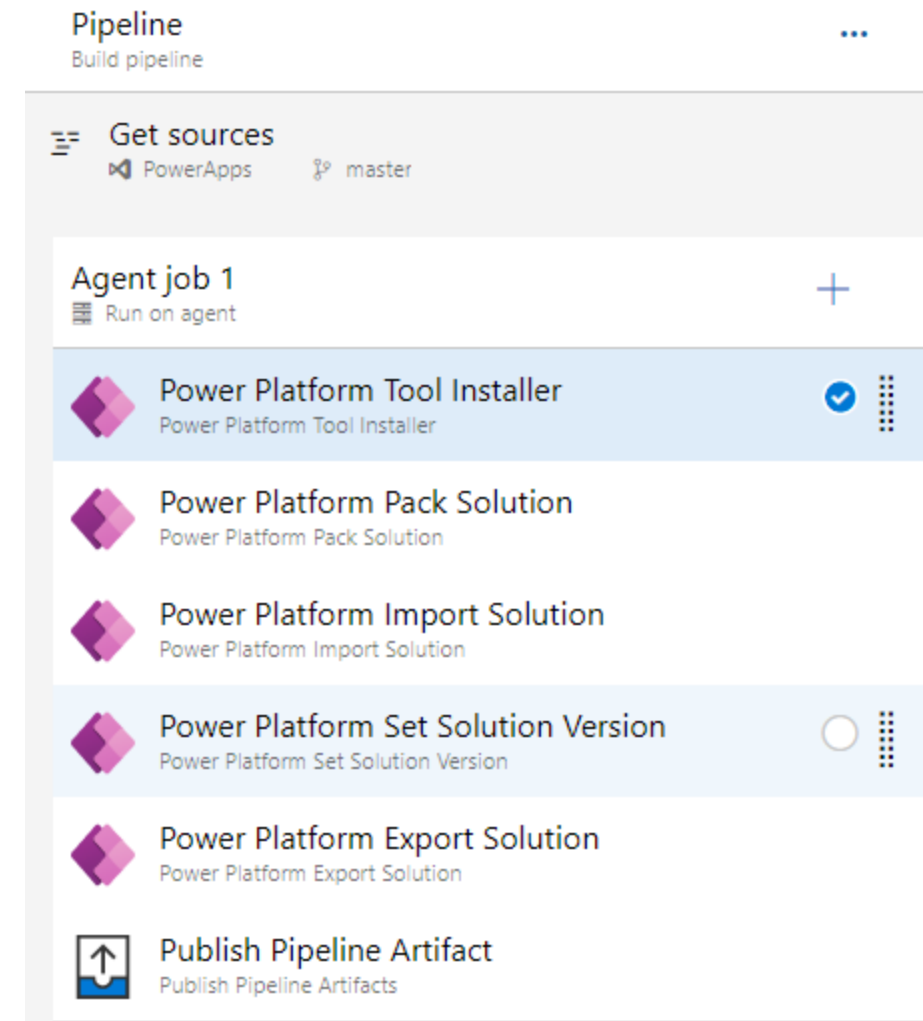 Pipeline
Build pipeline
Get sources
PowerApps master
Agent job 1
Run on agent
Power Platform Tool Installer
Power Platform Tool Installer
Power Platform Pack Solution
Power Platform Pack Solution
Power Platform Import Solution
Power Platform Import Solution
Power Platform Set Solution Version
Power Platform Set Solution Version
Power Platform Export Solution
Power Platform Export Solution
Publish Pipeline Artifact
Publish Pipeline Artifacts